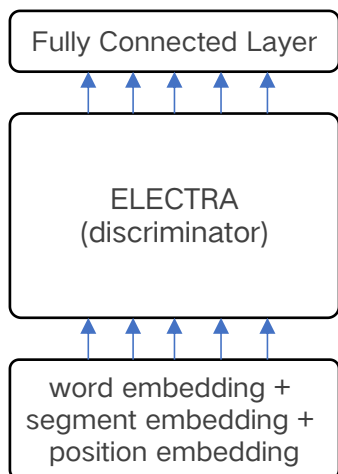 Fully Connected Layer
ELECTRA
(discriminator)
word embedding +
segment embedding +
position embedding